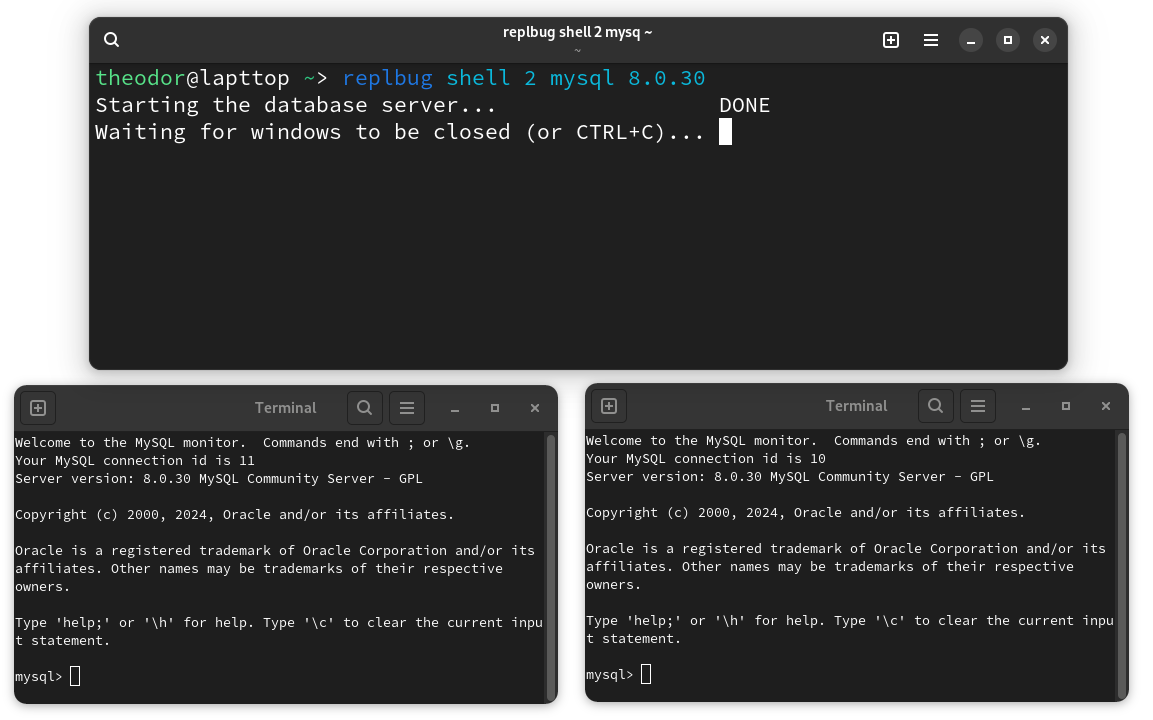 replbug shell 2 mysq ~
~
theodor@lapttop ~> replbug shell 2 mysql 8.0.30
Starting the database server... DONE
Waiting for windows to be closed (or CTRL+C)...
Terminal
Welcome to the MySQL monitor.  Commands end with ; or \g.
Your MySQL connection id is 11
Server version: 8.0.30 MySQL Community Server - GPL
Copyright (c) 2000, 2024, Oracle and/or its affiliates.
Oracle is a registered trademark of Oracle Corporation and/or its
affiliates. Other names may be trademarks of their respective
owners.
Type 'help;' or '\h' for help. Type '\c' to clear the current inpu
t statement.
mysql>
Terminal
Welcome to the MySQL monitor.  Commands end with ; or \g.
Your MySQL connection id is 10
Server version: 8.0.30 MySQL Community Server - GPL
Copyright (c) 2000, 2024, Oracle and/or its affiliates.
Oracle is a registered trademark of Oracle Corporation and/or its
affiliates. Other names may be trademarks of their respective
owners.
Type 'help;' or '\h' for help. Type '\c' to clear the current inpu
t statement.
mysql>